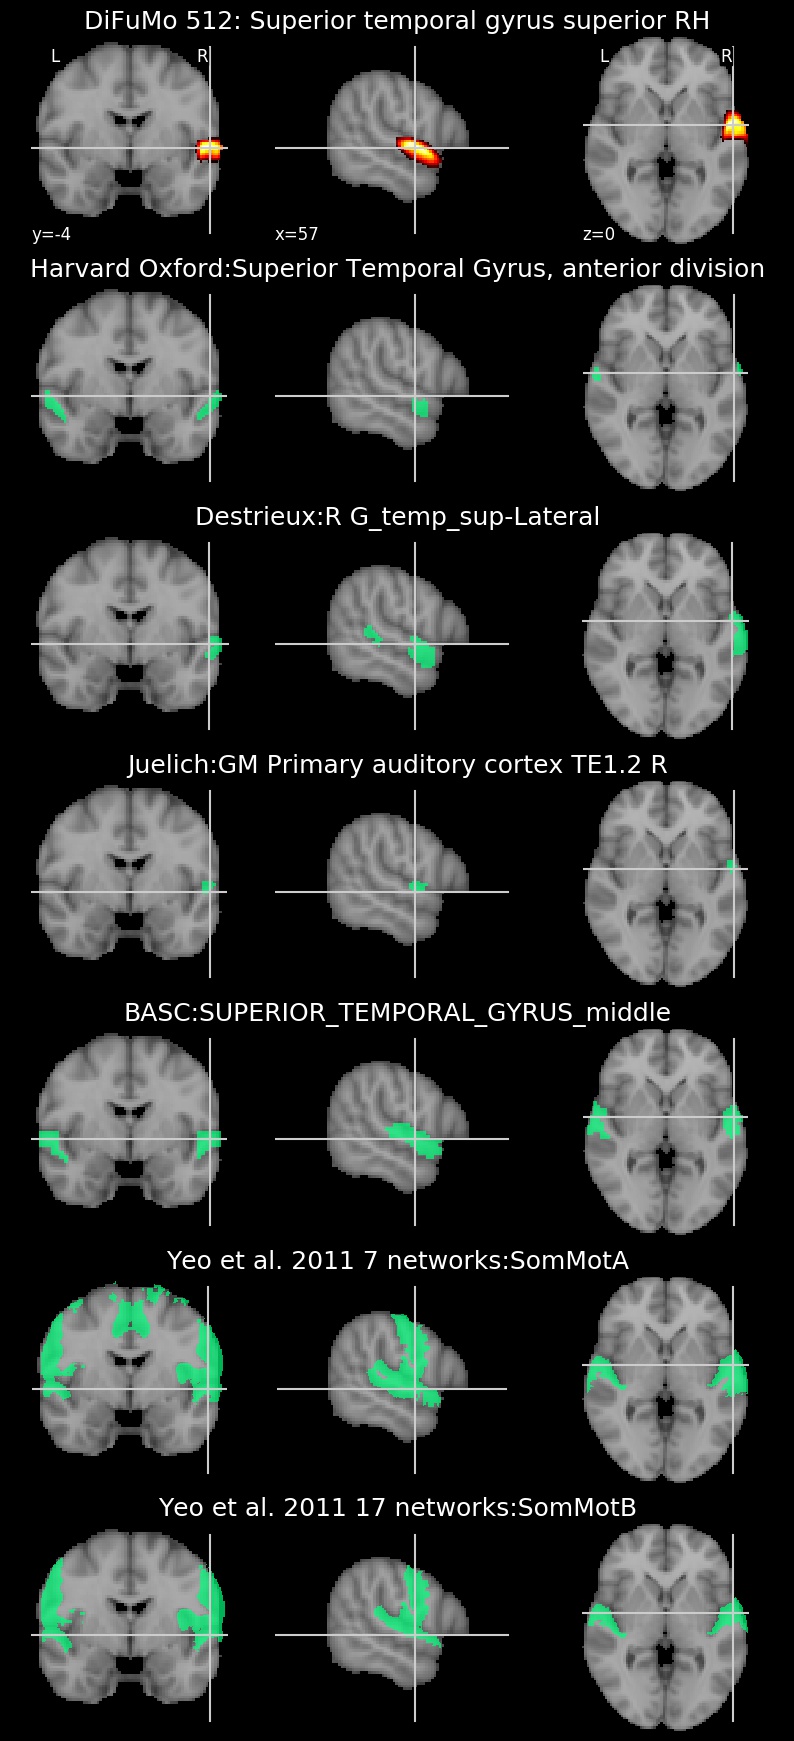 DiFuMo 512: Superior temporal gyrus superior RH
L R L R
y=-4 x=57 z=0
Harvard Oxford:Superior Temporal Gyrus, anterior division
Destrieux:R G_temp_sup-Lateral
Juelich:GM Primary auditory cortex TE1.2 R
BASC:SUPERIOR_TEMPORAL_GYRUS_middle
Yeo et al. 2011 7 networks:SomMotA
Yeo et al. 2011 17 networks:SomMotB